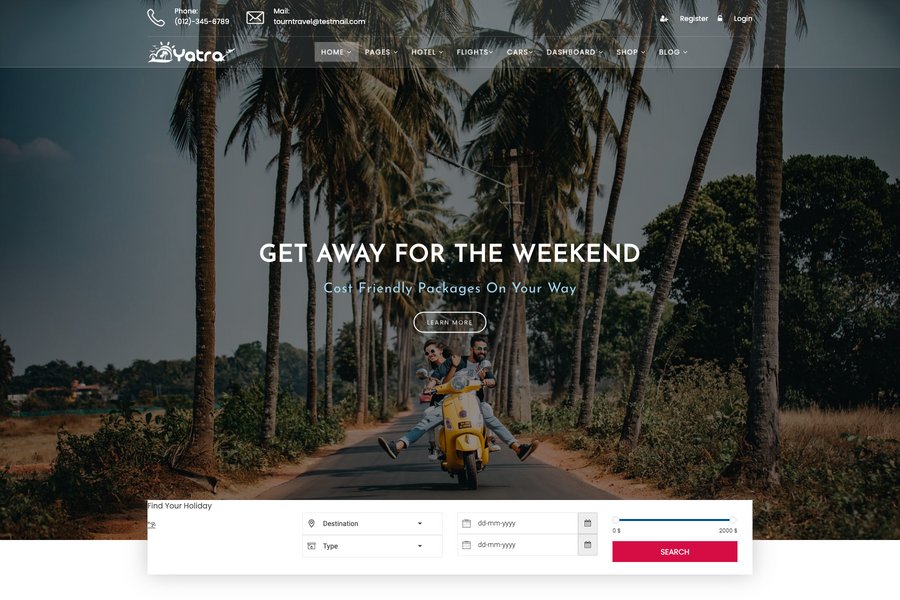 Phone:
(012)-345-6789
Mail:
tourntravel@testmail.com
Register
Login
Yatra
HOME
PAGES
HOTEL
FLIGHTS
CARS
DASHBOARD
SHOP
BLOG
GET AWAY FOR THE WEEKEND
Cost Friendly Packages On Your Way
LEARN MORE
Find Your Holiday
Destination
dd-mm-yyyy
0 $
2000 $
Type
dd-mm-yyyy
SEARCH